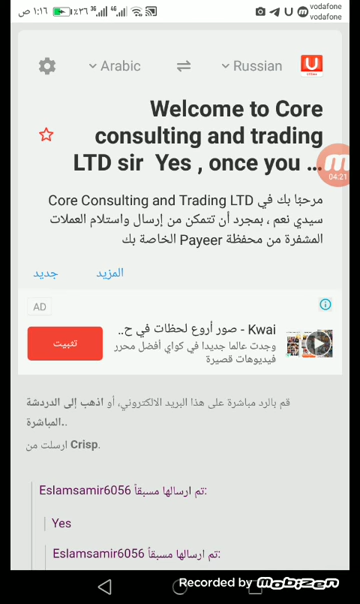 ١:١٦ ص
٪٣٦
vodafone
vodafone
Arabic
Russian
Welcome to Core
consulting and trading
LTD sir Yes , once you ...
04:21
مرحبًا بك في Core Consulting and Trading LTD
سيدي نعم ، بمجرد أن تتمكن من إرسال واستلام العملات
المشفرة من محفظة Payeer الخاصة بك
المزيد
جديد
AD
Kwai - صور أروع لحظات في ح..
وجدت عالما جديدا في كواي أفضل محرر
فيديوهات قصيرة
تثبيت
قم بالرد مباشرة على هذا البريد الالكتروني, أو اذهب إلى الدردشة
المباشرة..
ارسلت من Crisp.
Eslamsamir6056 تم ارسالها مسبقاً:
Yes
Eslamsamir6056 تم ارسالها مسبقاً:
Recorded by Mobizen